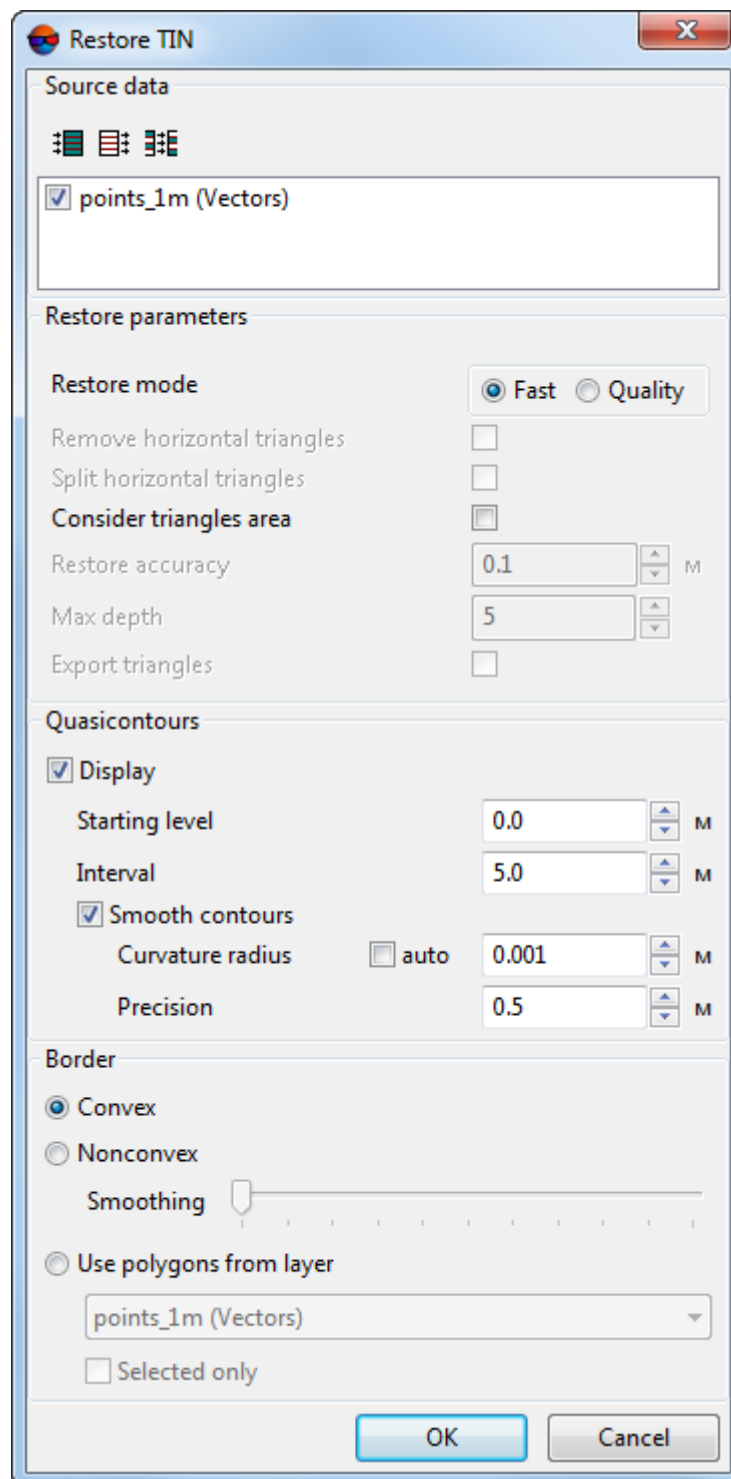 Restore TIN
Source data
points_1m (Vectors)
Restore parameters
Restore mode Fast Quality
Remove horizontal triangles
Split horizontal triangles
Consider triangles area
Restore accuracy 0.1 м
Max depth 5
Export triangles
Quasicontours
Display
Starting level 0.0 м
Interval 5.0 м
Smooth contours
Curvature radius auto 0.001 м
Precision 0.5 м
Border
Convex
Nonconvex
Smoothing
Use polygons from layer
points_1m (Vectors)
Selected only
OK Cancel